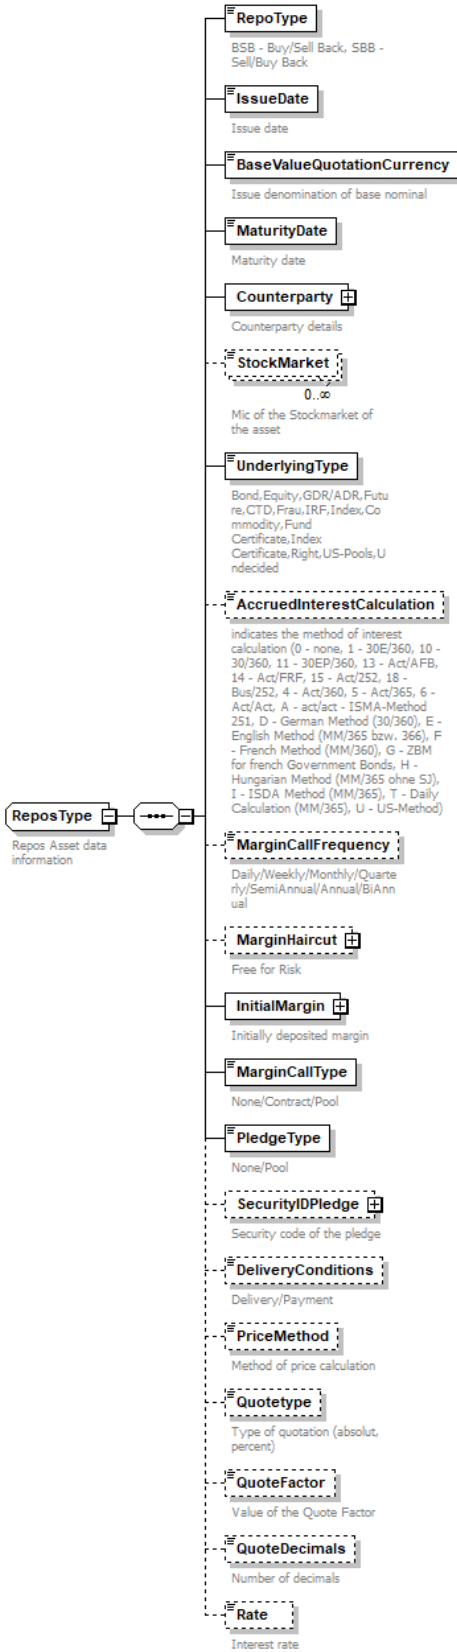 RepoType
BSB - Buy/Sell Back, SBB -
Sell/Buy Back
IssueDate
Issue date
BaseValueQuotationCurrency
Issue denomination of base nominal
MaturityDate
Maturity date
Counterparty
Counterparty details
StockMarket
0..∞
Mic of the Stockmarket of
the asset
UnderlyingType
Bond,Equity,GDR/ADR,Futu
re,CTD,Frau,IRF,Index,Co
mmodity,Fund
Certificate,Index
Certificate,Right,US-Pools,U
ndecided
AccruedInterestCalculation
indicates the method of interest
calculation (0 - none, 1 - 30E/360, 10 -
30/360, 11 - 30EP/360, 13 - Act/AFB,
14 - Act/FRF, 15 - Act/252, 18 -
Bus/252, 4 - Act/360, 5 - Act/365, 6 -
Act/Act, A - act/act - ISMA-Method
251, D - German Method (30/360), E -
English Method (MM/365 bzw. 366), F
- French Method (MM/360), G - ZBM
for french Government Bonds, H -
Hungarian Method (MM/365 ohne SJ),
I - ISDA Method (MM/365), T - Daily
Calculation (MM/365), U - US-Method)
ReposType
Repos Asset data
information
MarginCallFrequency
Daily/Weekly/Monthly/Quarte
rly/SemiAnnual/Annual/BiAnn
ual
MarginHaircut
Free for Risk
InitialMargin
Initially deposited margin
MarginCallType
None/Contract/Pool
PledgeType
None/Pool
SecurityIDPledge
Security code of the pledge
DeliveryConditions
Delivery/Payment
PriceMethod
Method of price calculation
Quotetype
Type of quotation (absolut,
percent)
QuoteFactor
Value of the Quote Factor
QuoteDecimals
Number of decimals
Rate
Interest rate